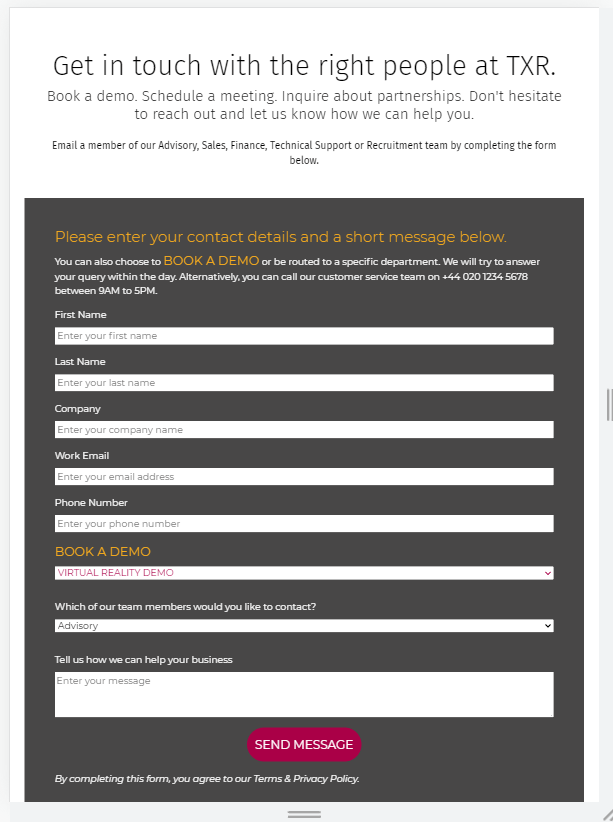 Get in touch with the right people at TXR.
Book a demo. Schedule a meeting. Inquire about partnerships. Don't hesitate
to reach out and let us know how we can help you.
Email a member of our Advisory, Sales, Finance, Technical Support or Recruitment team by completing the form
below.
Please enter your contact details and a short message below.
You can also choose to BOOK A DEMO or be routed to a specific department. We will try to answer
your query within the day. Alternatively, you can call our customer service team on +44 020 1234 5678
between 9AM to 5PM.
First Name
Enter your first name
Last Name
Enter your last name
Company
Enter your company name
Work Email
Enter your email address
Phone Number
Enter your phone number
BOOK A DEMO
VIRTUAL REALITY DEMO
Which of our team members would you like to contact?
Advisory
Tell us how we can help your business
Enter your message
SEND MESSAGE
By completing this form, you agree to our Terms & Privacy Policy.